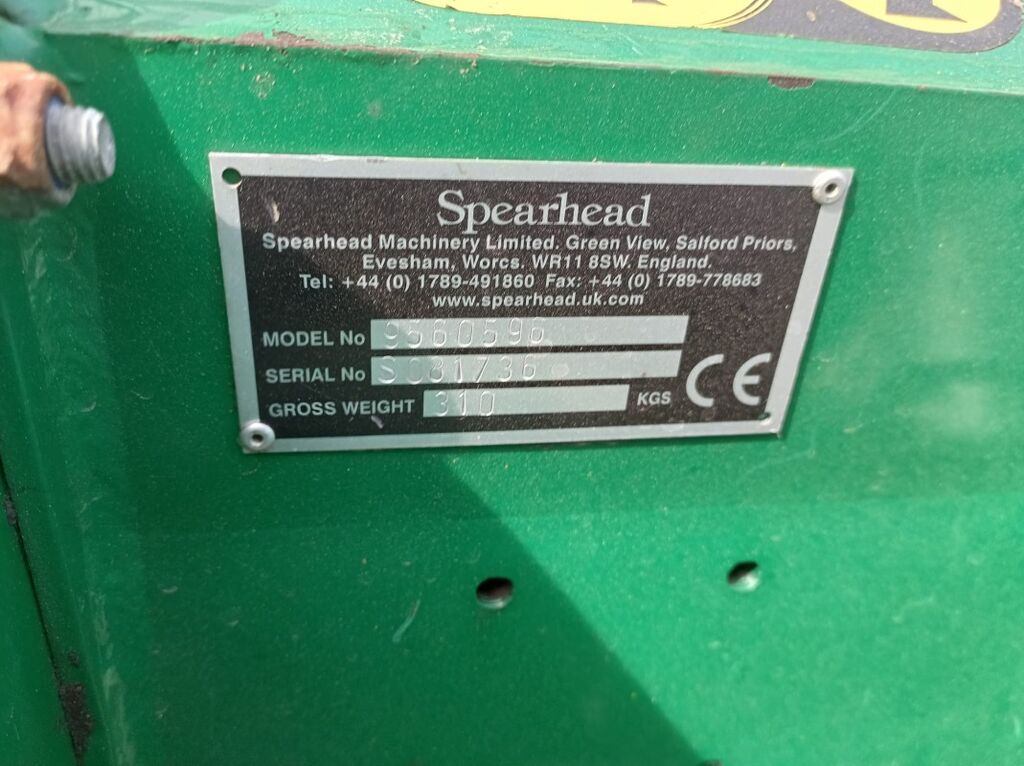 Spearhead
Spearhead Machinery Limited. Green View, Salford Priors,
Evesham, Worcs. WR11 8SW. England.
Tel: +44 (0) 1789-491860 Fax: +44 (0) 1789-778683
www.spearhead.uk.com
MODEL No 9560596
SERIAL No SC81736
GROSS WEIGHT 310 KGS
CE